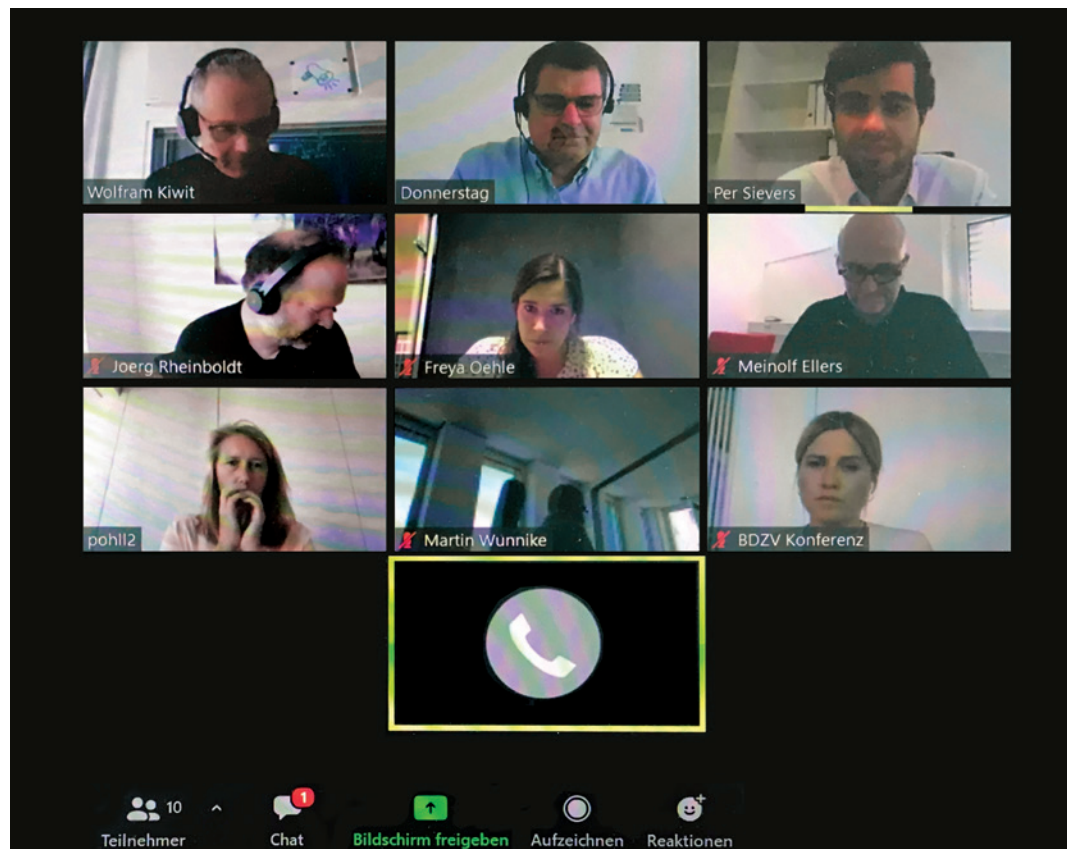 Wolfram Kiwit
Donnerstag
Per Sievers
Joerg Rheinboldt
Freya Oehle
Meinolf Ellers
pohll2
Martin Wunnike
BDZV Konferenz
10
1
Teilnehmer
Chat
Bildschirm freigeben
Aufzeichnen
Reaktionen